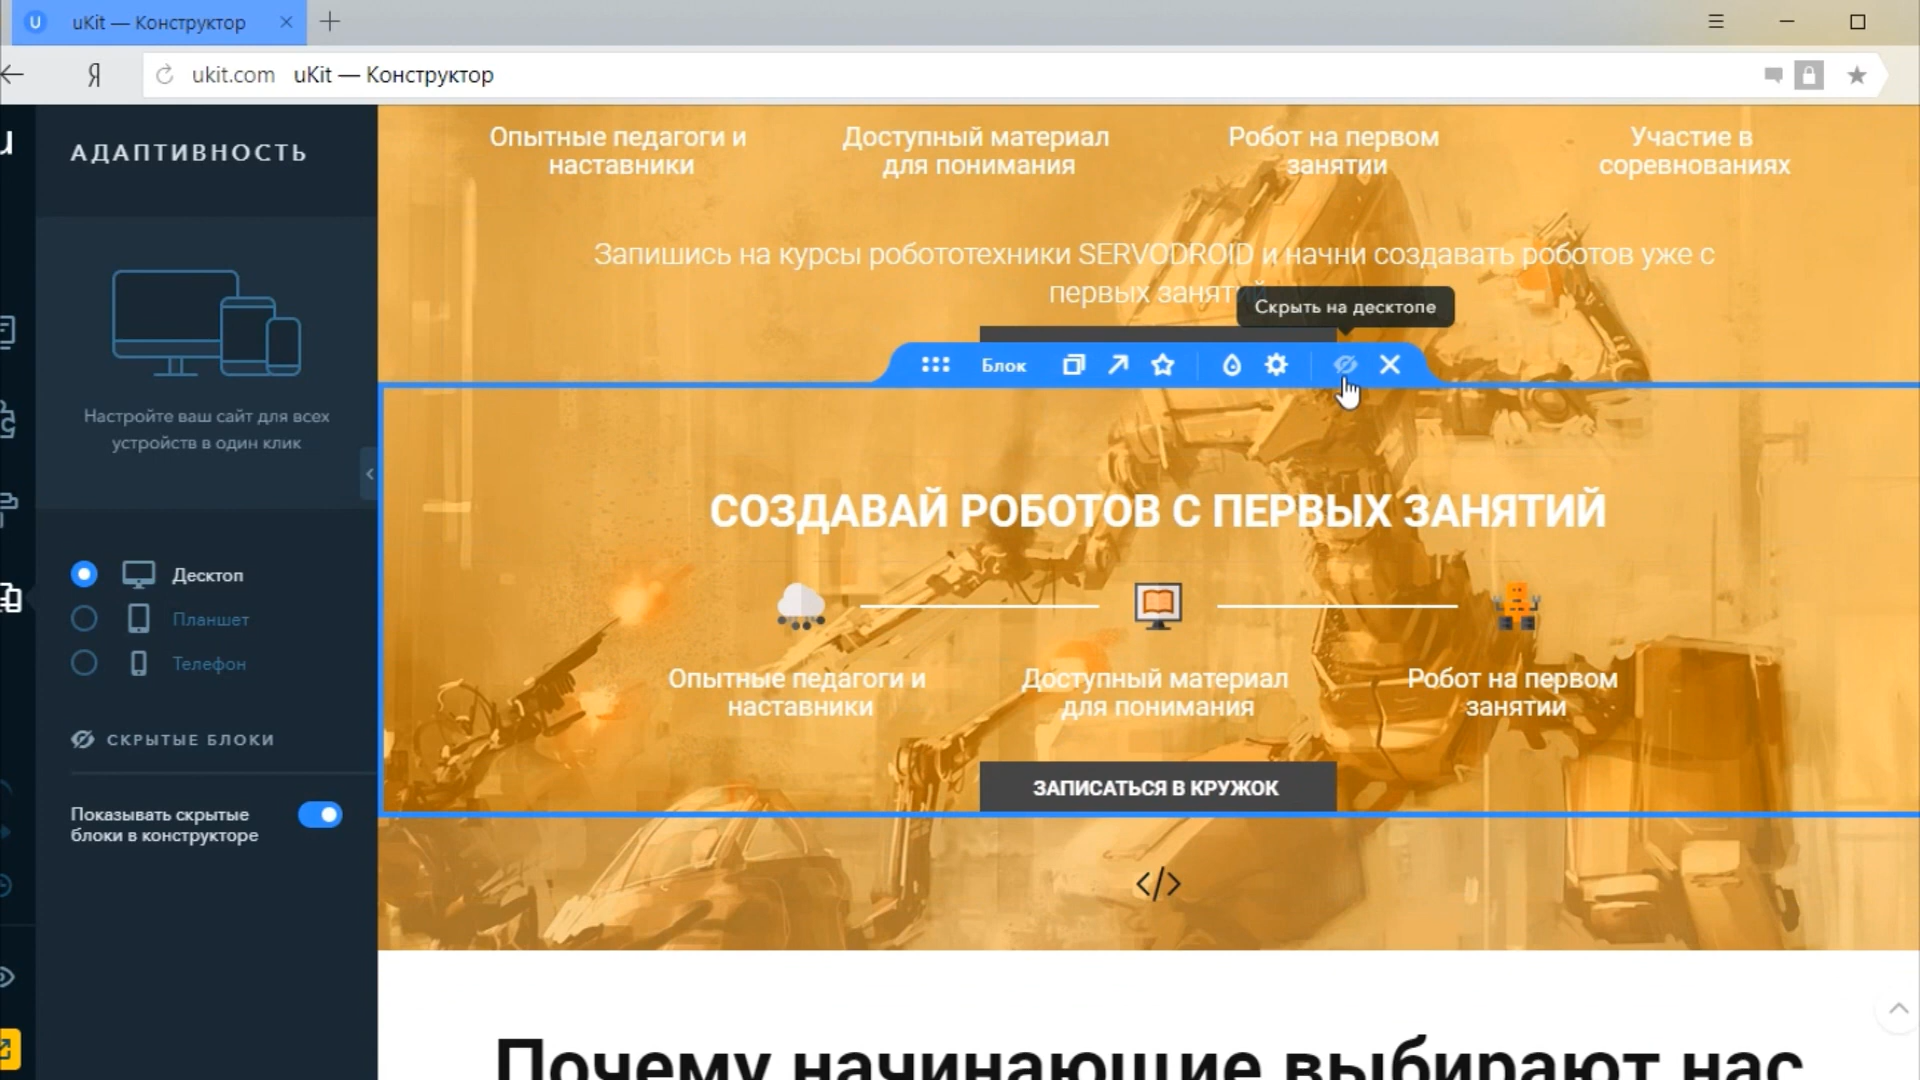 uKit — Конструктор
Я
ukit.com uKit — Конструктор
АДАПТИВНОСТЬ
Настройте ваш сайт для всех
устройств в один клик
Десктоп
Планшет
Телефон
СКРЫТЫЕ БЛОКИ
Показывать скрытые
блоки в конструкторе
Опытные педагоги и
наставники
Доступный материал
для понимания
Робот на первом
занятии
Участие в
соревнованиях
Запишись на курсы робототехники SERVODROID и начни создавать роботов уже с
первых занятий
Скрыть на десктопе
Блок
СОЗДАВАЙ РОБОТОВ С ПЕРВЫХ ЗАНЯТИЙ
Опытные педагоги и
наставники
Доступный материал
для понимания
Робот на первом
занятии
ЗАПИСАТЬСЯ В КРУЖОК
</>
Почему начинающие выбирают нас